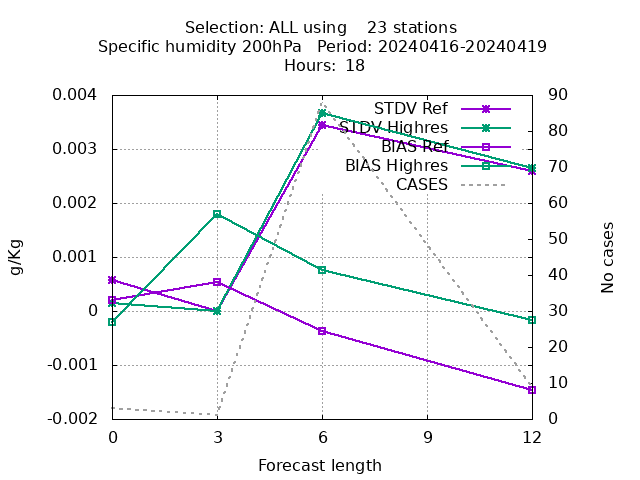 Selection: ALL using    23 stations
Specific humidity 200hPa   Period: 20240416-20240419
Hours: 18
0.004
0.003
0.002
0.001
0
-0.001
-0.002
g/Kg
STDV Ref
STDV Highres
BIAS Ref
BIAS Highres
CASES
90
80
70
60
50
40
30
20
10
0
No cases
0 3 6 9 12
Forecast length